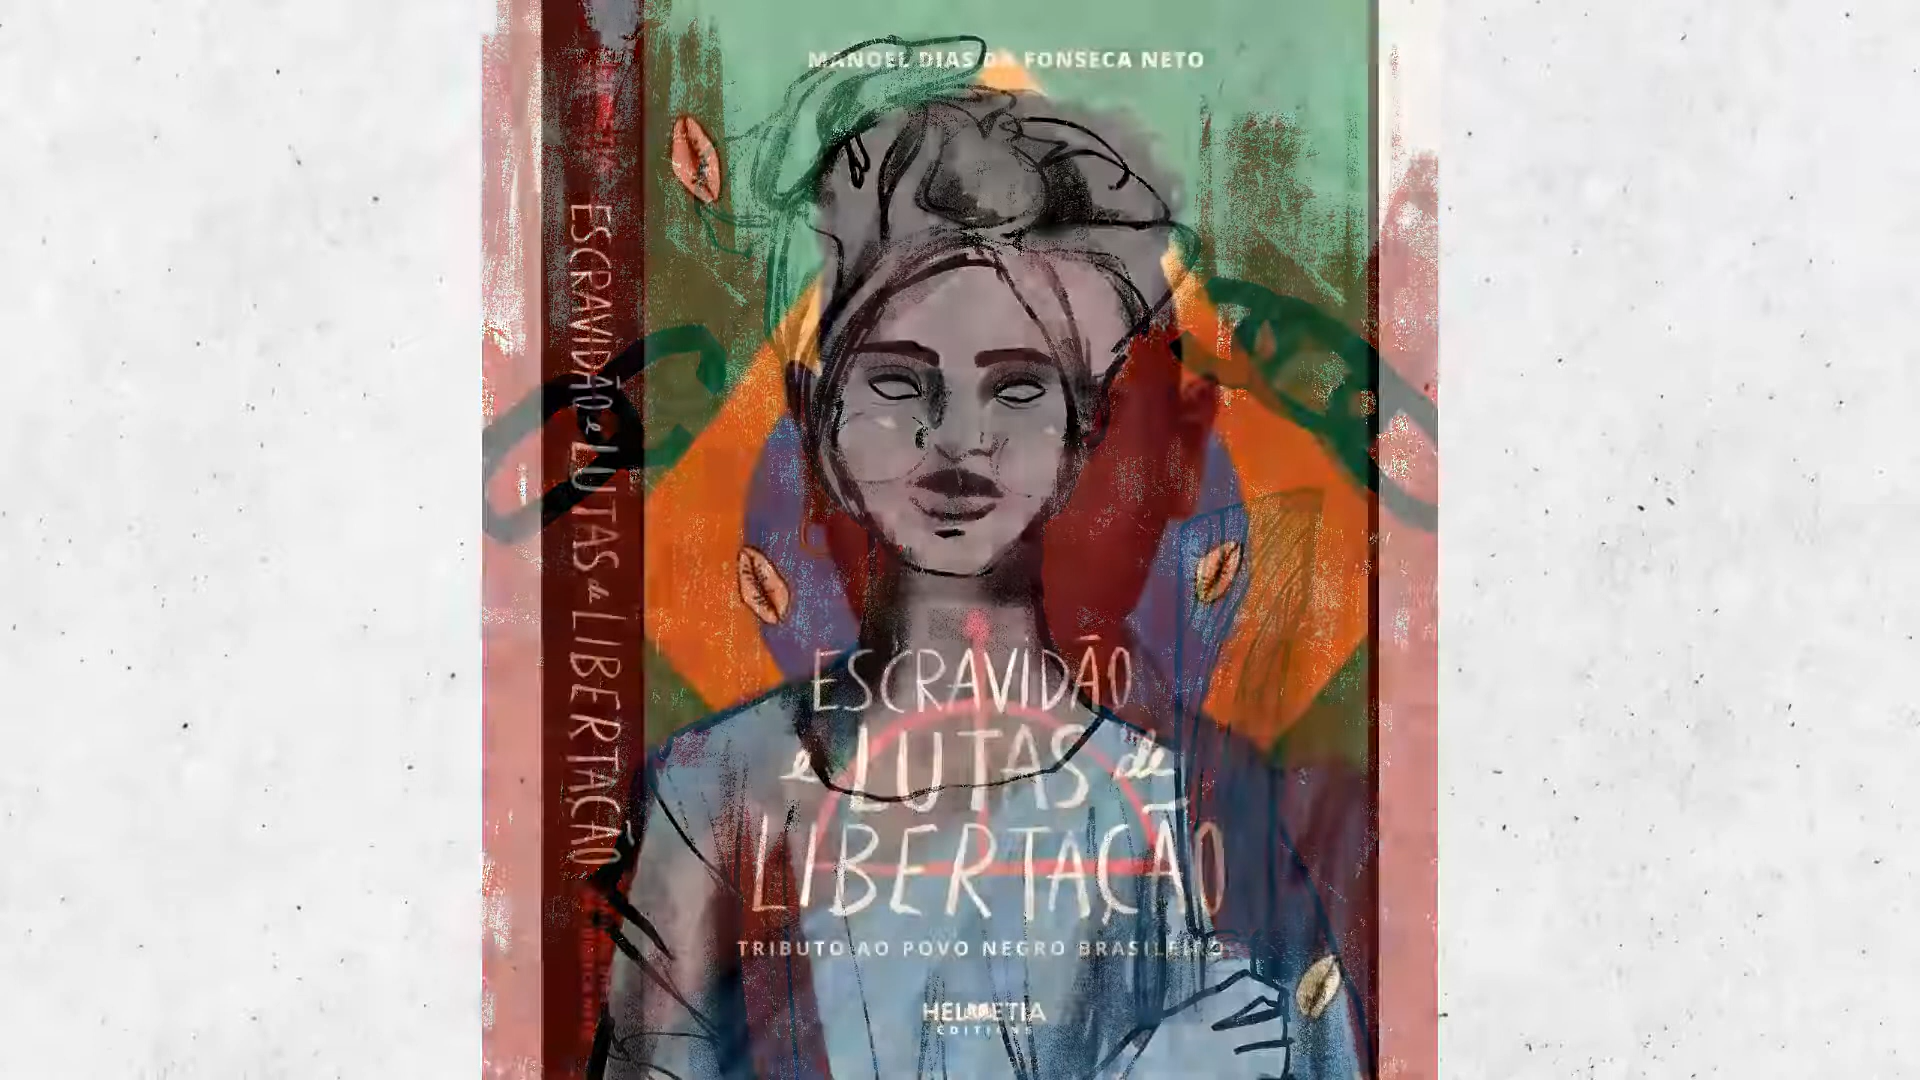 MANOEL DIAS DA FONSECA NETO
ESCRAVIDÃO
e LUTAS de
LIBERTAÇÃO
TRIBUTO AO POVO NEGRO BRASILEIRO
HELVETIA
ÉDITIONS
ESCRAVIDÃO e LUTAS de LIBERTAÇÃO